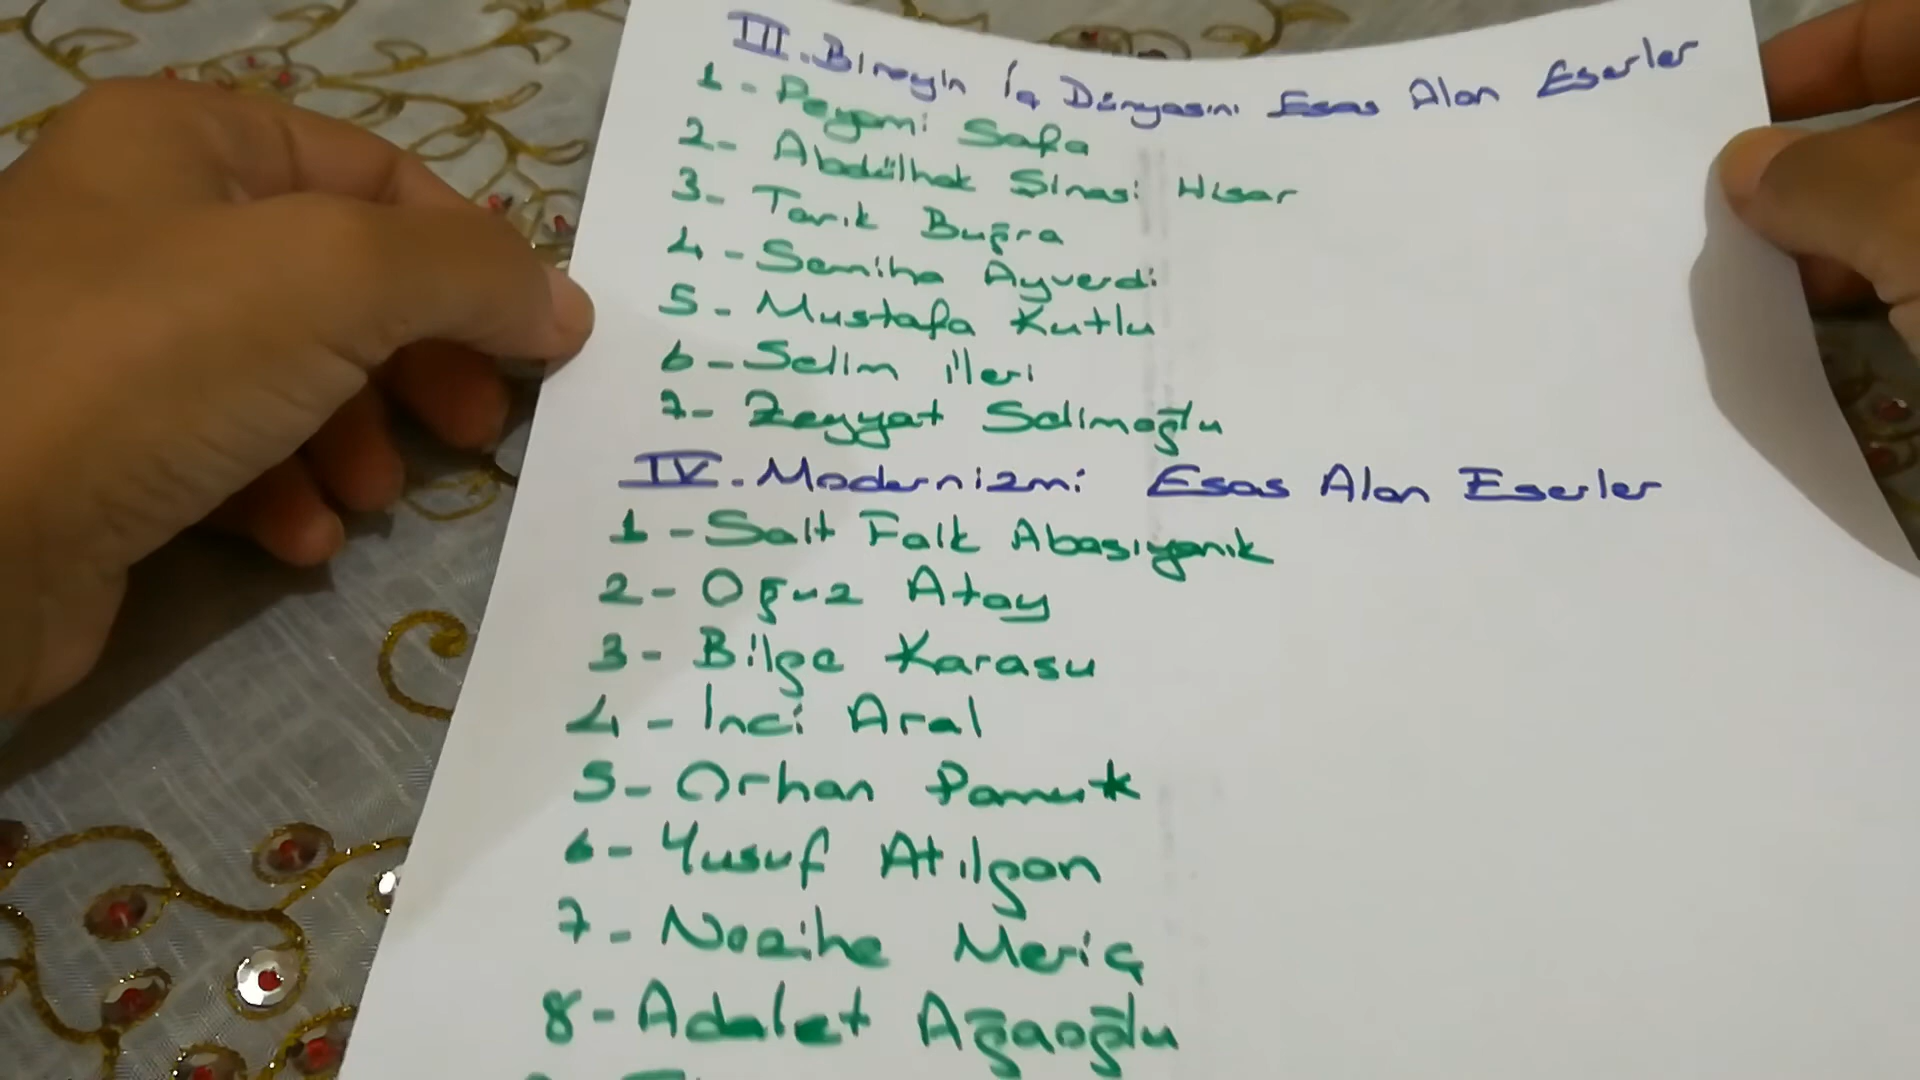 III. Bireyin İç Dünyasını Esas Alan Eserler
1- Peyami Safa
2- Abdülhak Şinasi Hisar
3- Tarık Buğra
4- Samiha Ayverdi
5- Mustafa Kutlu
6- Selim İleri
7- Zeyyat Selimoğlu
IV. Modernizmi Esas Alan Eserler
1- Sait Faik Abasıyanık
2- Oğuz Atay
3- Bilge Karasu
4- İnci Aral
5- Orhan Pamuk
6- Yusuf Atılgan
7- Nezihe Meriç
8- Adalet Ağaoğlu